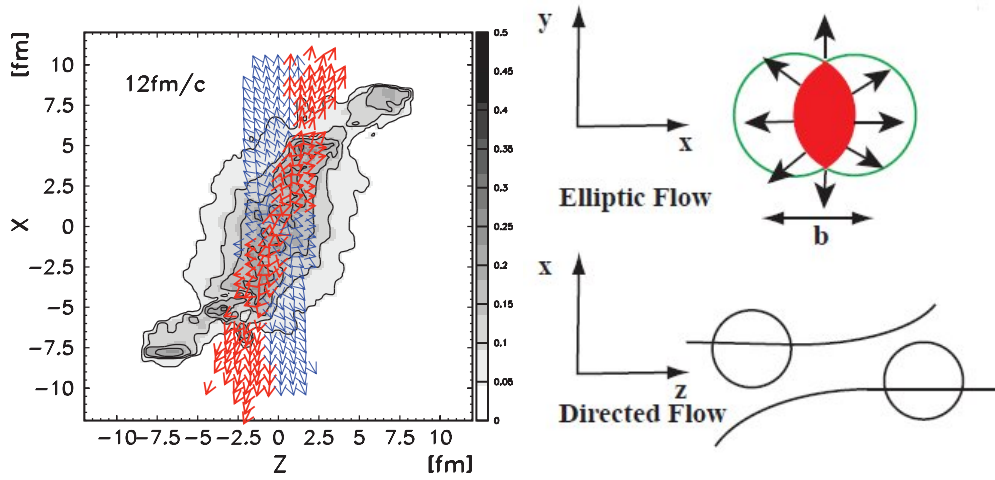 [fm]
10
7.5
5
2.5
0
−2.5
−5
−7.5
−10
X
12fm/c
−10−7.5 −5 −2.5 0 2.5 5 7.5 10
Z [fm]
0.5
0.45
0.4
0.35
0.3
0.25
0.2
0.15
0.1
0.05
0
y
x
Elliptic Flow
b
x
z
Directed Flow